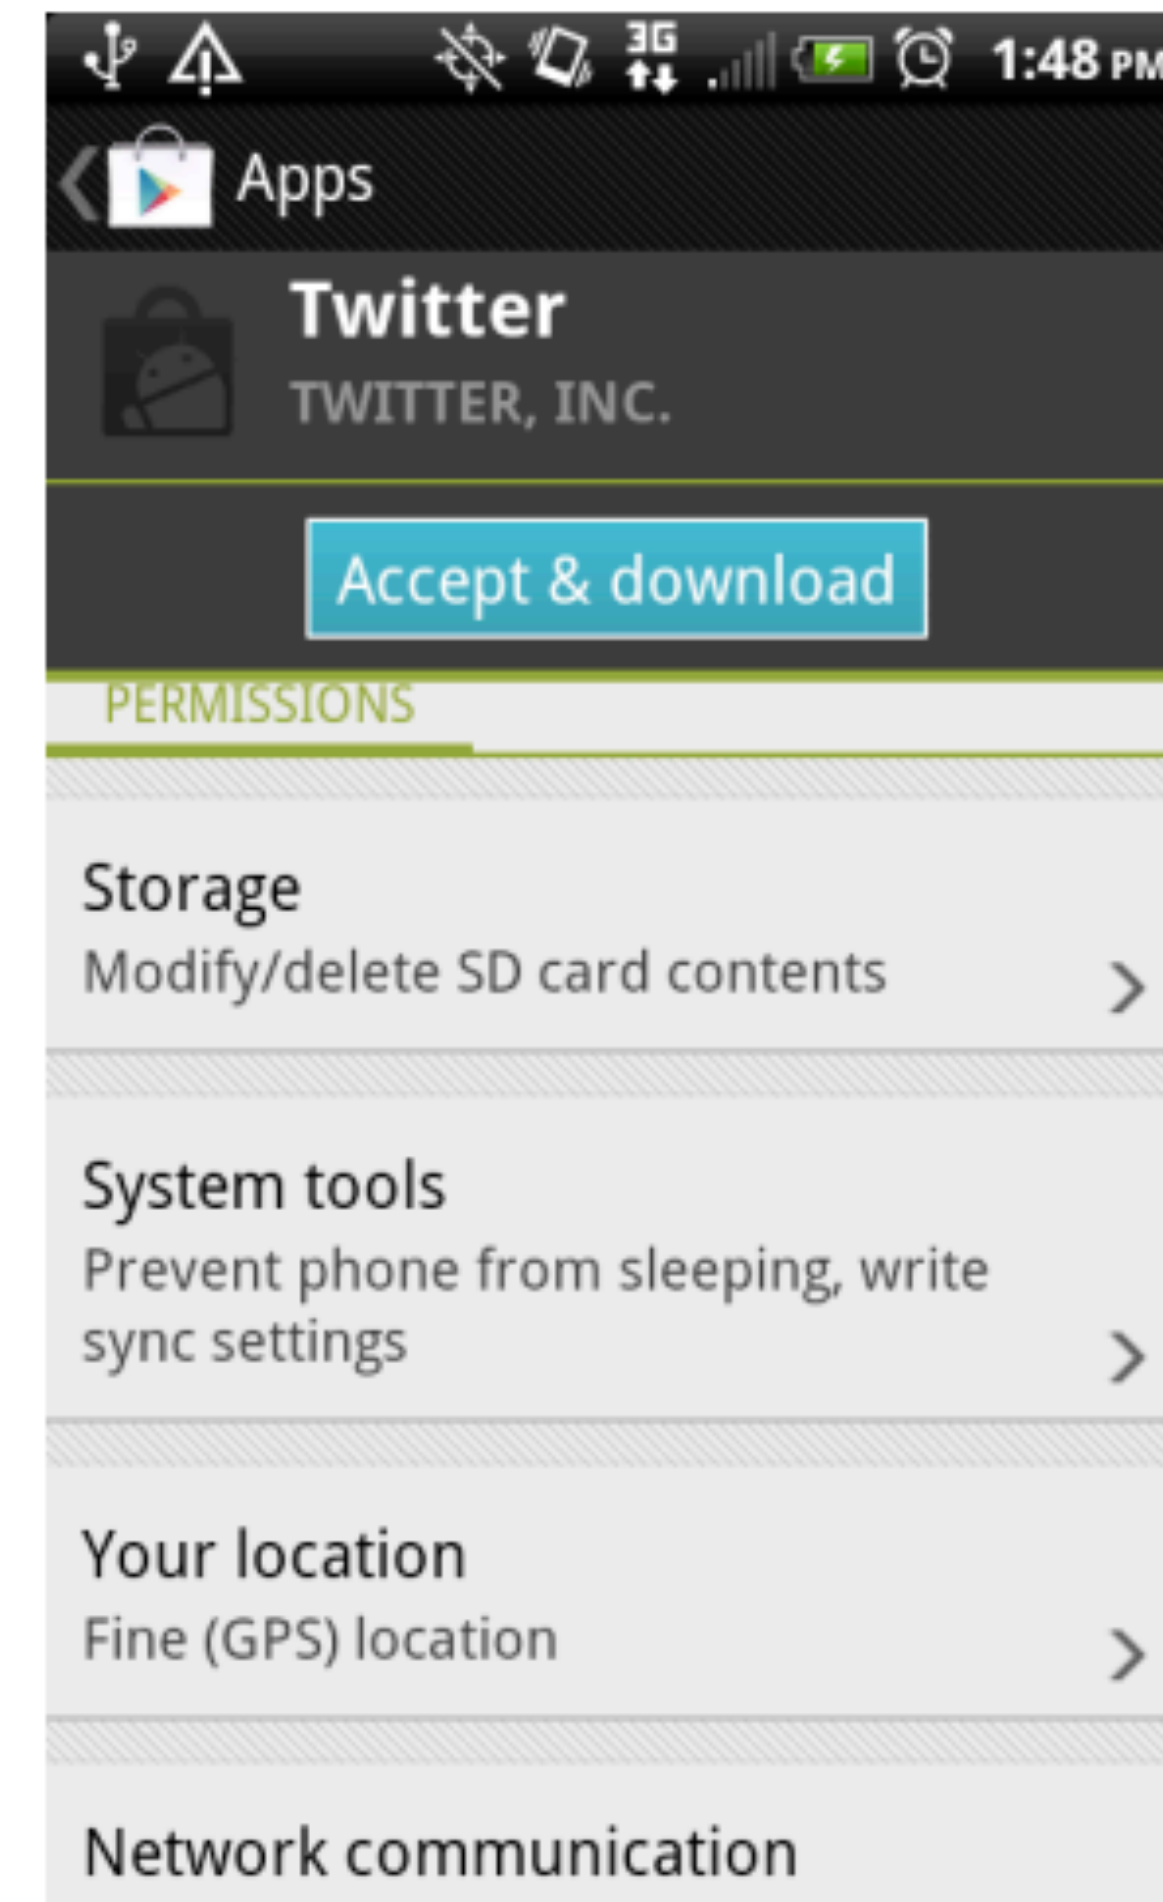 3G
1:48 PM
Apps
Twitter
TWITTER, INC.
Accept & download
PERMISSIONS
Storage
Modify/delete SD card contents
System tools
Prevent phone from sleeping, write
sync settings
Your location
Fine (GPS) location
Network communication